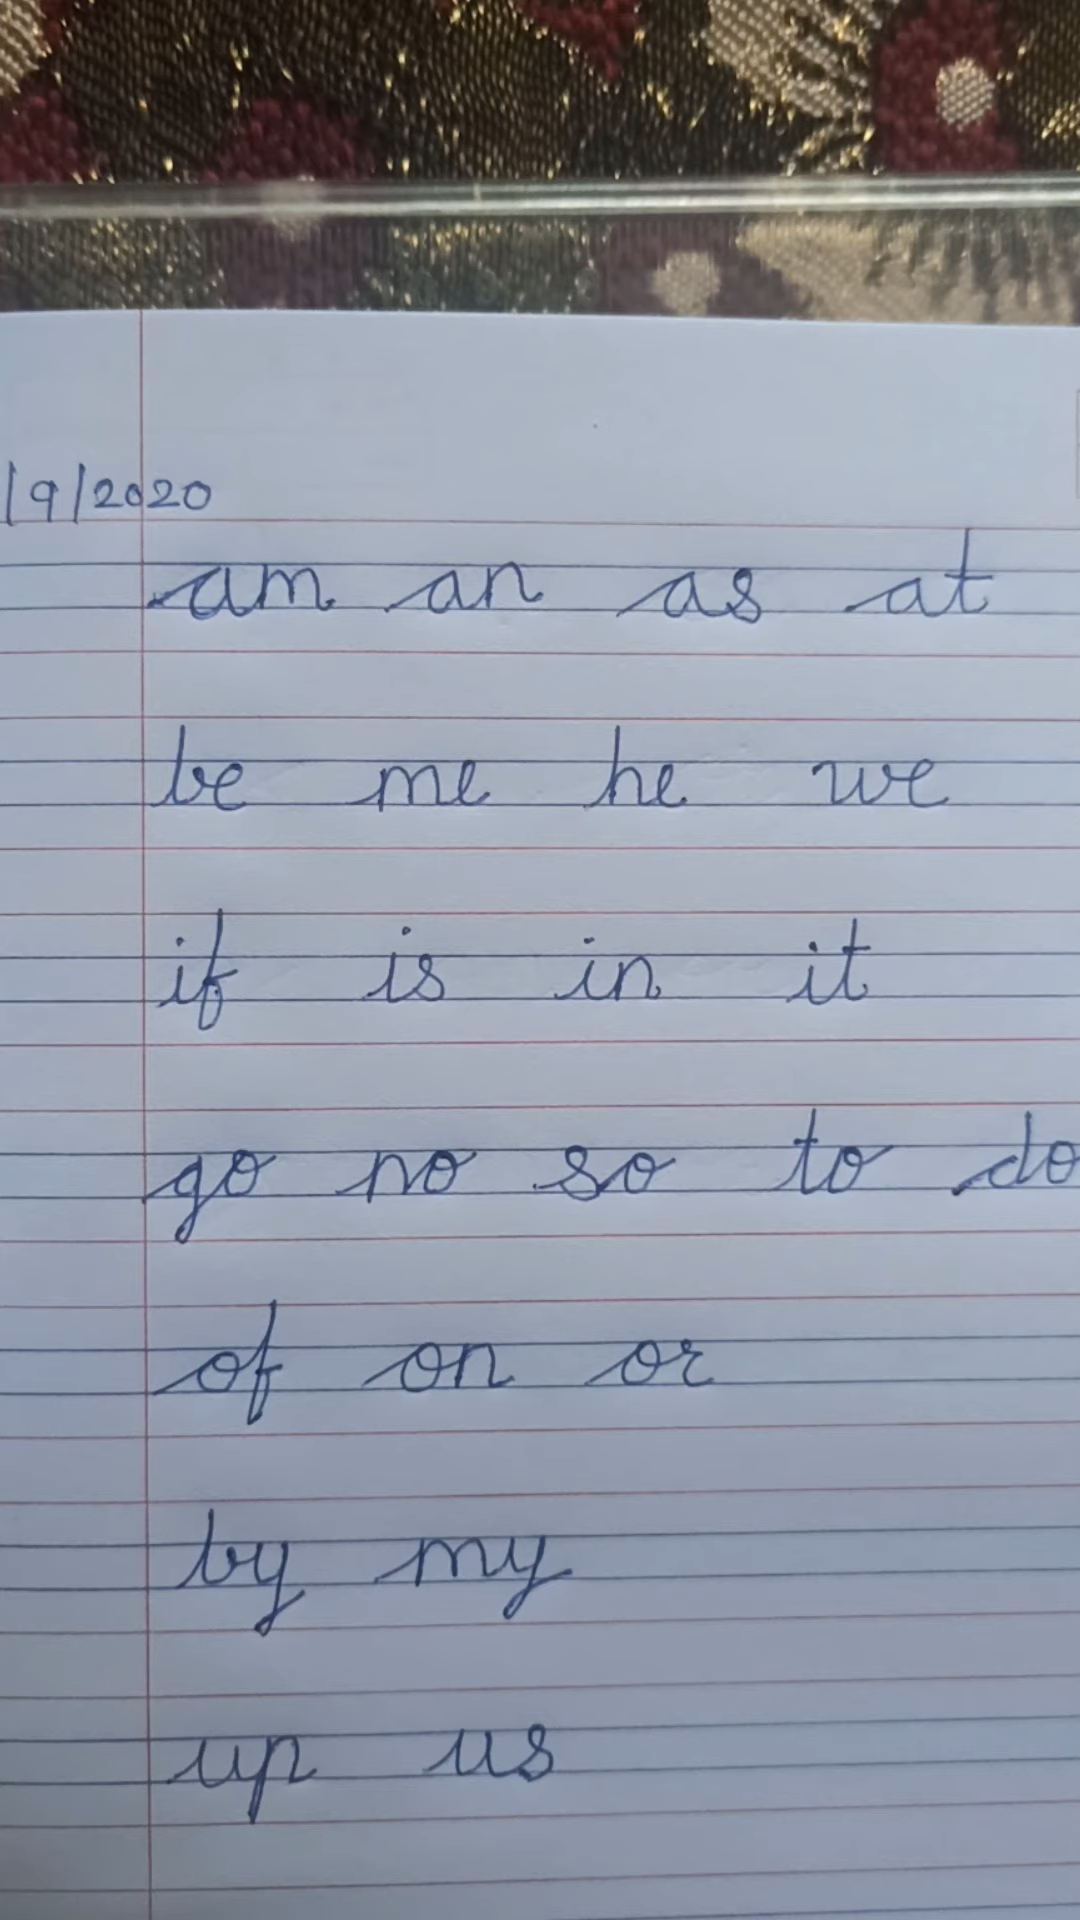 /9/2020
am an as at
be me he we
if is in it
go no so to do
of on or
by my
up us